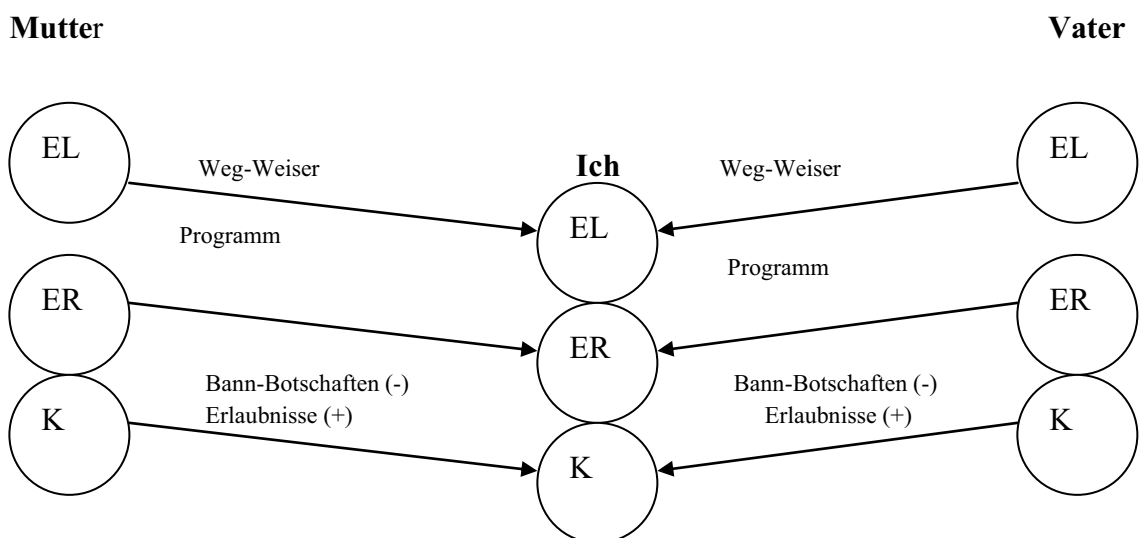 Mutter
Vater
EL
EL
Weg-Weiser
Ich
Weg-Weiser
EL
Programm
Programm
ER
ER
ER
Bann-Botschaften (-)
Bann-Botschaften (-)
Erlaubnisse (+)
Erlaubnisse (+)
K
K
K